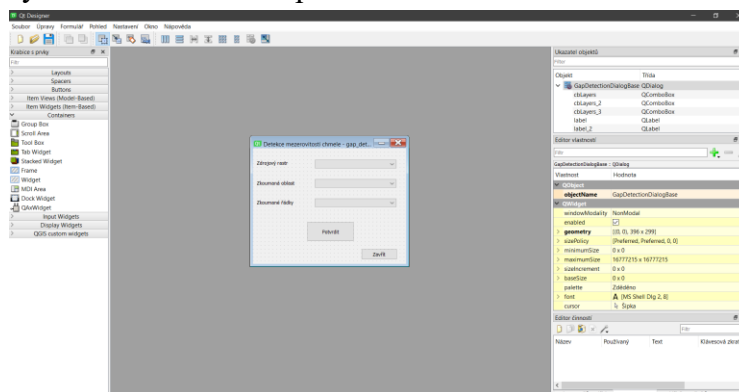 Qt Designer
Soubor Úpravy Formulář Pohled Nastavení Okno Nápověda
Krabice s prvky
Filtr
Layouts
Spacers
Buttons
Item Views (Model-Based)
Item Widgets (Item-Based)
Containers
Group Box
Scroll Area
Tool Box
Tab Widget
Stacked Widget
Frame
Widget
MDI Area
Dock Widget
QAxWidget
Input Widgets
Display Widgets
QGIS custom widgets
Detekce mezerovitosti chmele - gap_det...
Zdrojový rastr
Zkoumaná oblast
Zkoumané řádky
Potvrdit
Zavřít
Ukazatel objektů
Filter
Objekt Třída
GapDetectionDialogBase QDialog
cbLayers QComboBox
cbLayers_2 QComboBox
cbLayers_3 QComboBox
label QLabel
label_2 QLabel
Editor vlastností
Filtr
GapDetectionDialogBase : QDialog
Vlastnost Hodnota
QObject
objectName GapDetectionDialogBase
QWidget
windowModality NonModal
enabled
geometry [(0, 0), 396 x 299]
sizePolicy [Preferred, Preferred, 0, 0]
minimumSize 0 x 0
maximumSize 16777215 x 16777215
sizeIncrement 0 x 0
baseSize 0 x 0
palette Zděděno
font A [MS Shell Dlg 2, 8]
cursor Šipka
Editor činností
Filtr
Název Používaný Text Klávesová zkrat